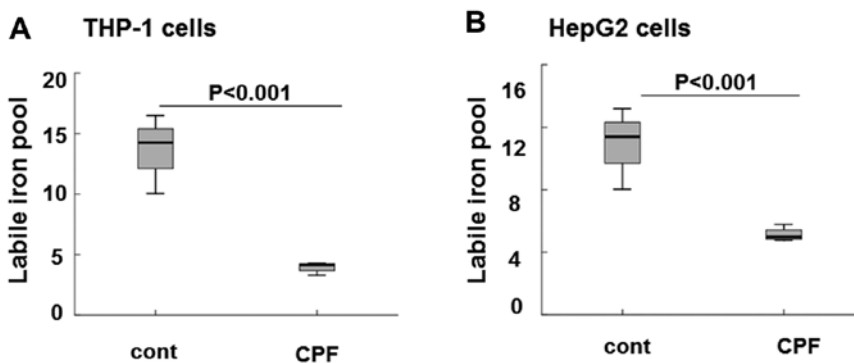 A THP-1 cells
Labile iron pool
20
15
10
5
0
P<0.001
cont CPF
B HepG2 cells
Labile iron pool
16
12
8
4
0
P<0.001
cont CPF